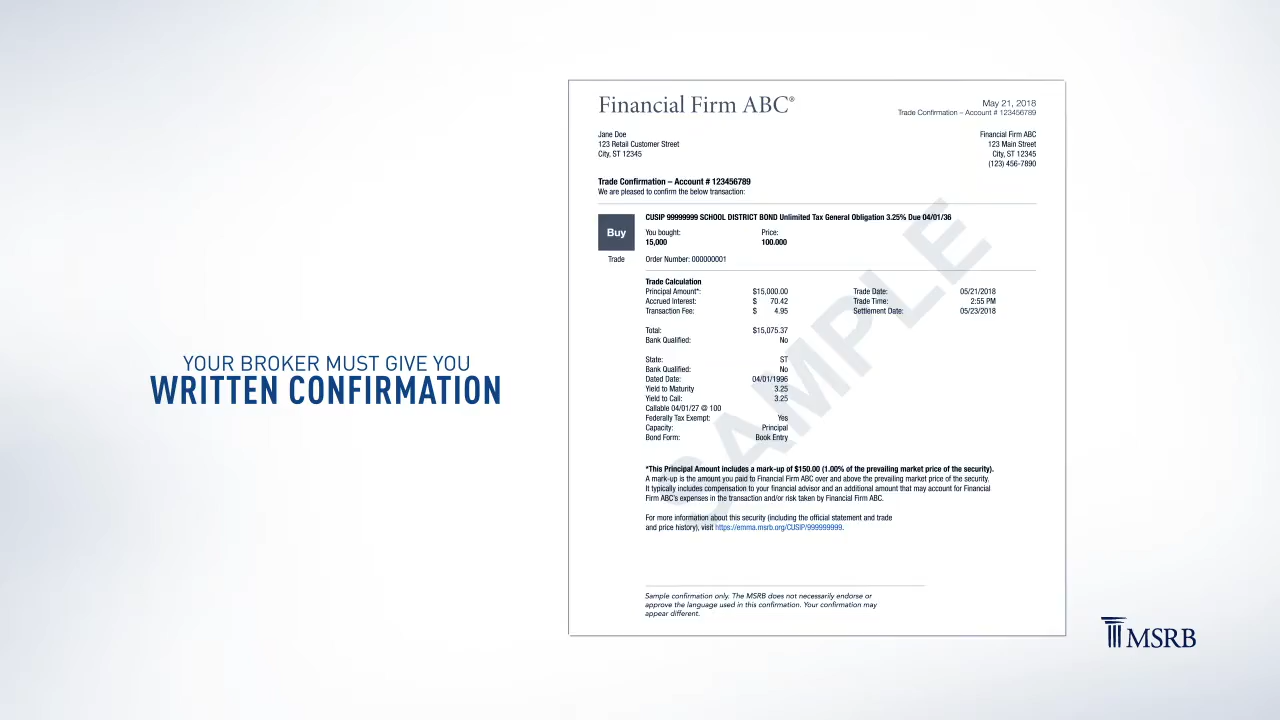 YOUR BROKER MUST GIVE YOU
WRITTEN CONFIRMATION
Financial Firm ABC®
May 21, 2018
Trade Confirmation – Account # 123456789
Jane Doe
123 Retail Customer Street
City, ST 12345
Financial Firm ABC
123 Main Street
City, ST 12345
(123) 456-7890
Trade Confirmation – Account # 123456789
We are pleased to confirm the below transaction:
Buy
Trade
CUSIP 99999999 SCHOOL DISTRICT BOND Unlimited Tax General Obligation 3.25% Due 04/01/36
You bought: Price:
15,000 100.000
Order Number: 000000001
Trade Calculation
Principal Amount*: $15,000.00 Trade Date: 05/21/2018
Accrued Interest: $ 70.42 Trade Time: 2:55 PM
Transaction Fee: $ 4.95 Settlement Date: 05/23/2018
Total: $15,075.37
Bank Qualified: No
State: ST
Bank Qualified: No
Dated Date: 04/01/1996
Yield to Maturity 3.25
Yield to Call: 3.25
Callable 04/01/27 @ 100
Federally Tax Exempt: Yes
Capacity: Principal
Bond Form: Book Entry
*This Principal Amount includes a mark-up of $150.00 (1.00% of the prevailing market price of the security).
A mark-up is the amount you paid to Financial Firm ABC over and above the prevailing market price of the security.
It typically includes compensation to your financial advisor and an additional amount that may account for Financial
Firm ABC's expenses in the transaction and/or risk taken by Financial Firm ABC.
For more information about this security (including the official statement and trade
and price history), visit https://emma.msrb.org/CUSIP/999999999.
Sample confirmation only. The MSRB does not necessarily endorse or
approve the language used in this confirmation. Your confirmation may
appear different.
SAMPLE
MSRB